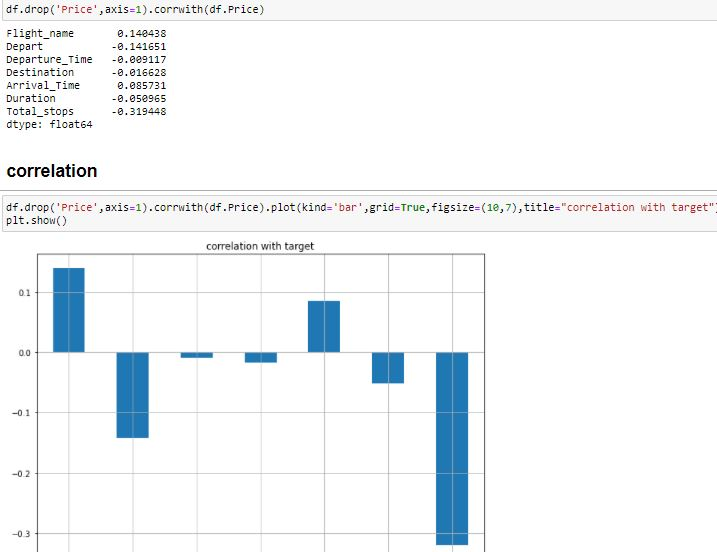 df.drop('Price',axis=1).corrwith(df.Price)
Flight_name 0.140438
Depart -0.141651
Departure_Time -0.009117
Destination -0.016628
Arrival_Time 0.085731
Duration -0.050965
Total_stops -0.319448
dtype: float64
correlation
df.drop('Price',axis=1).corrwith(df.Price).plot(kind='bar',grid=True,figsize=(10,7),title="correlation with target")
plt.show()
correlation with target
0.1
0.0
−0.1
−0.2
−0.3